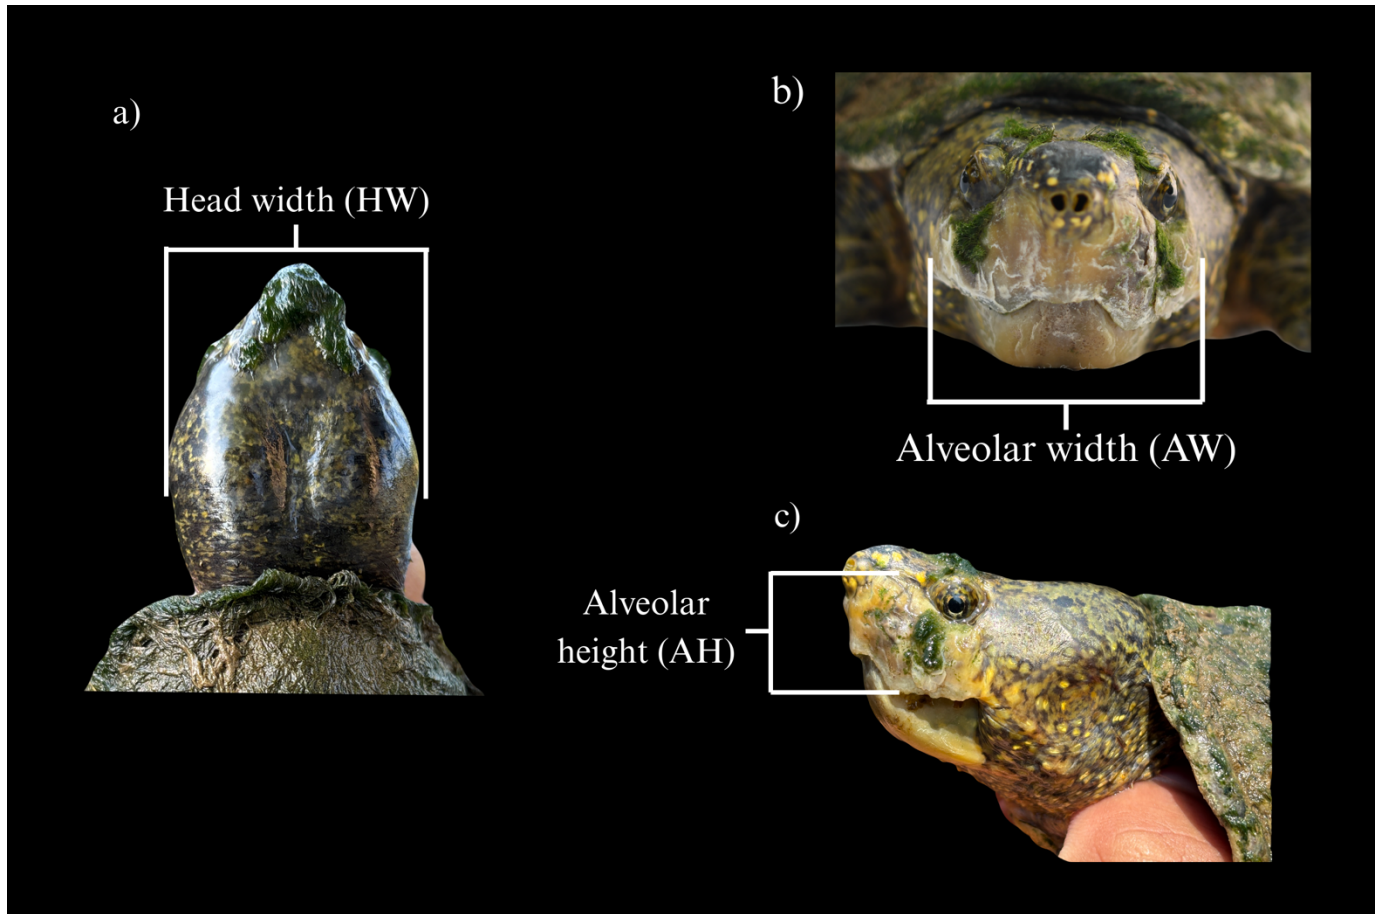 a)
Head width (HW)
b)
Alveolar width (AW)
c)
Alveolar
height (AH)